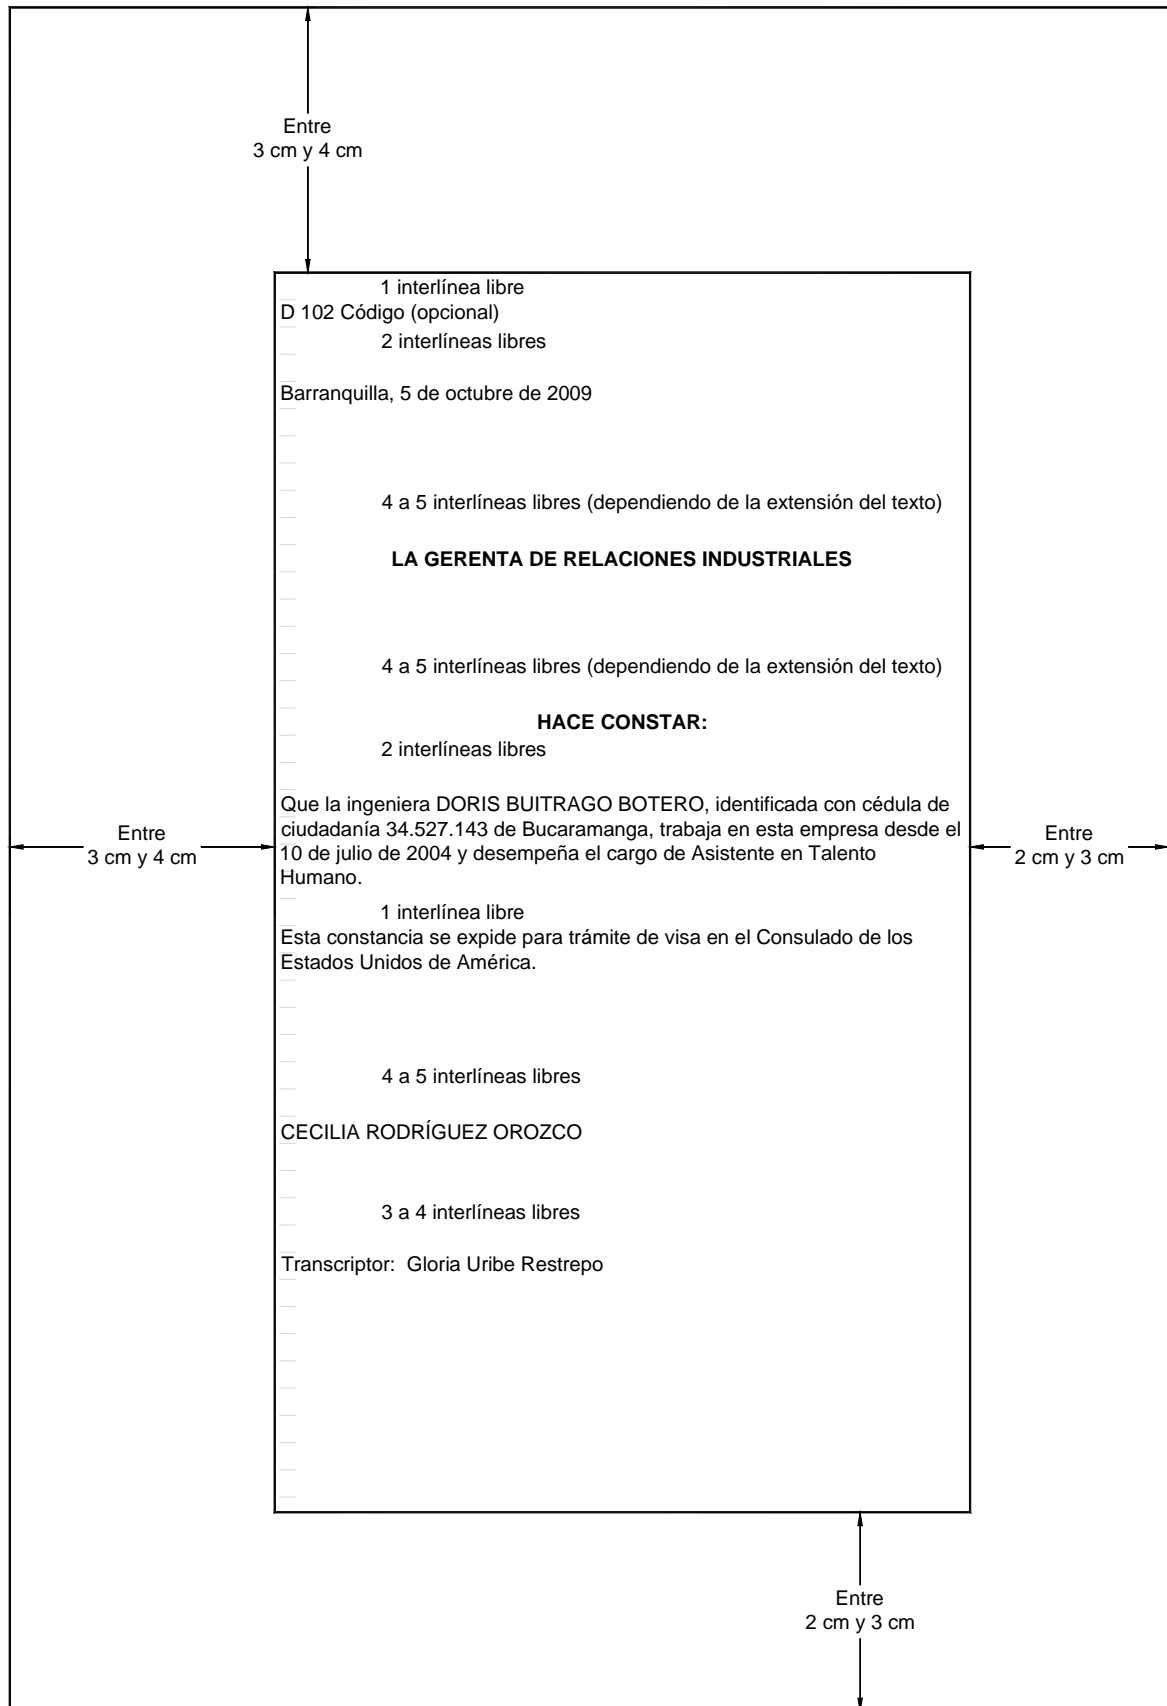 Entre
3 cm y 4 cm
1 interlínea libre
D 102 Código (opcional)
2 interlíneas libres
Barranquilla, 5 de octubre de 2009
4 a 5 interlíneas libres (dependiendo de la extensión del texto)
LA GERENTA DE RELACIONES INDUSTRIALES
4 a 5 interlíneas libres (dependiendo de la extensión del texto)
HACE CONSTAR:
2 interlíneas libres
Que la ingeniera DORIS BUITRAGO BOTERO, identificada con cédula de
ciudadanía 34.527.143 de Bucaramanga, trabaja en esta empresa desde el
10 de julio de 2004 y desempeña el cargo de Asistente en Talento
Humano.
Entre
3 cm y 4 cm
Entre
2 cm y 3 cm
1 interlínea libre
Esta constancia se expide para trámite de visa en el Consulado de los
Estados Unidos de América.
4 a 5 interlíneas libres
CECILIA RODRÍGUEZ OROZCO
3 a 4 interlíneas libres
Transcriptor:  Gloria Uribe Restrepo
Entre
2 cm y 3 cm